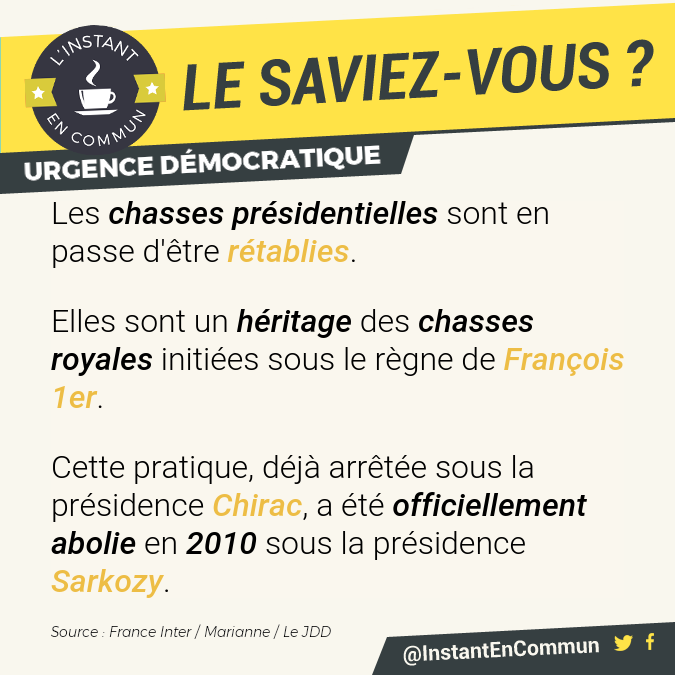 L'INSTANT
EN COMMUN
LE SAVIEZ-VOUS ?
URGENCE DÉMOCRATIQUE
Les chasses présidentielles sont en
passe d'être rétablies.
Elles sont un héritage des chasses
royales initiées sous le règne de François
1er.
Cette pratique, déjà arrêtée sous la
présidence Chirac, a été officiellement
abolie en 2010 sous la présidence
Sarkozy.
Source : France Inter / Marianne / Le JDD
@InstantEnCommun